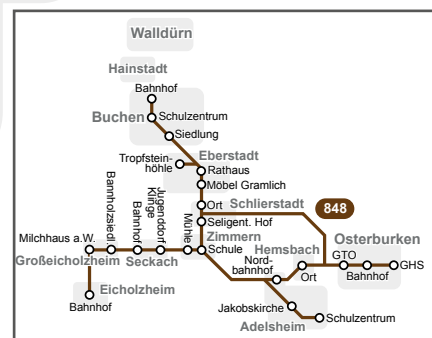 Walldürn
Hainstadt
Bahnhof
Buchen
Schulzentrum
Siedlung
Tropfstein-
höhle
Eberstadt
Rathaus
Möbel Gramlich
Ort
Schlierstadt
848
Seligent. Hof
Milchhaus a.W.
Bannholzsiedl.
Bahnhof
Jugenddorf
Klinge
Mühle
Zimmern
Schule
Großeicholzheim
Seckach
Hemsbach
Nord-
bahnhof
Ort
Osterburken
GTO
Bahnhof
GHS
Eicholzheim
Bahnhof
Jakobskirche
Schulzentrum
Adelsheim